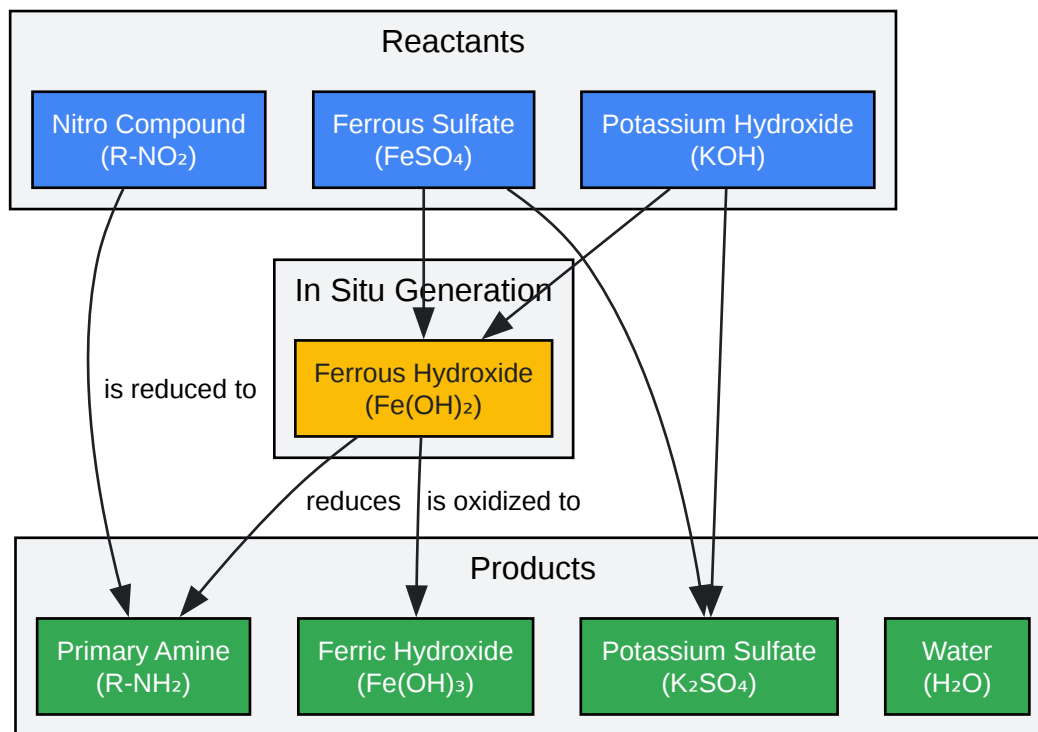 Reactants
Nitro Compound
(R-NO₂)
Ferrous Sulfate
(FeSO₄)
Potassium Hydroxide
(KOH)
In Situ Generation
Ferrous Hydroxide
(Fe(OH)₂)
is reduced to
reduces
is oxidized to
Products
Primary Amine
(R-NH₂)
Ferric Hydroxide
(Fe(OH)₃)
Potassium Sulfate
(K₂SO₄)
Water
(H₂O)